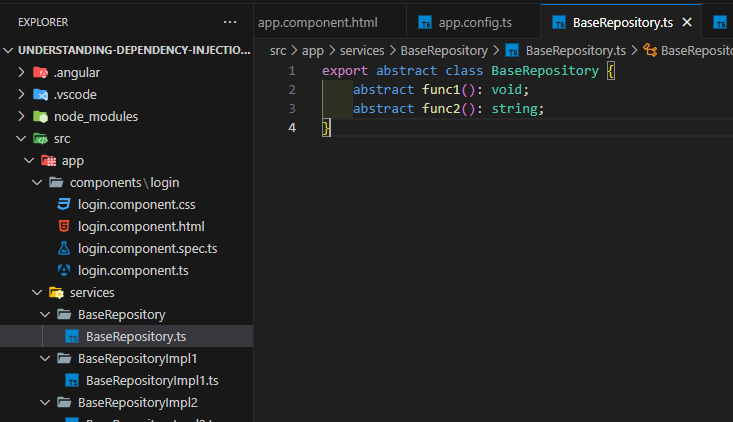 EXPLORER
UNDERSTANDING-DEPENDENCY-INJECTIO...
.angular
.vscode
node_modules
src
app
components\login
login.component.css
login.component.html
login.component.spec.ts
login.component.ts
services
BaseRepository
BaseRepository.ts
BaseRepositoryImpl1
BaseRepositoryImpl1.ts
BaseRepositoryImpl2
app.component.html
TS app.config.ts
TS BaseRepository.ts
TS
src > app > services > BaseRepository > TS BaseRepository.ts > BaseReposito
1 export abstract class BaseRepository {
2 abstract func1(): void;
3 abstract func2(): string;
4 }